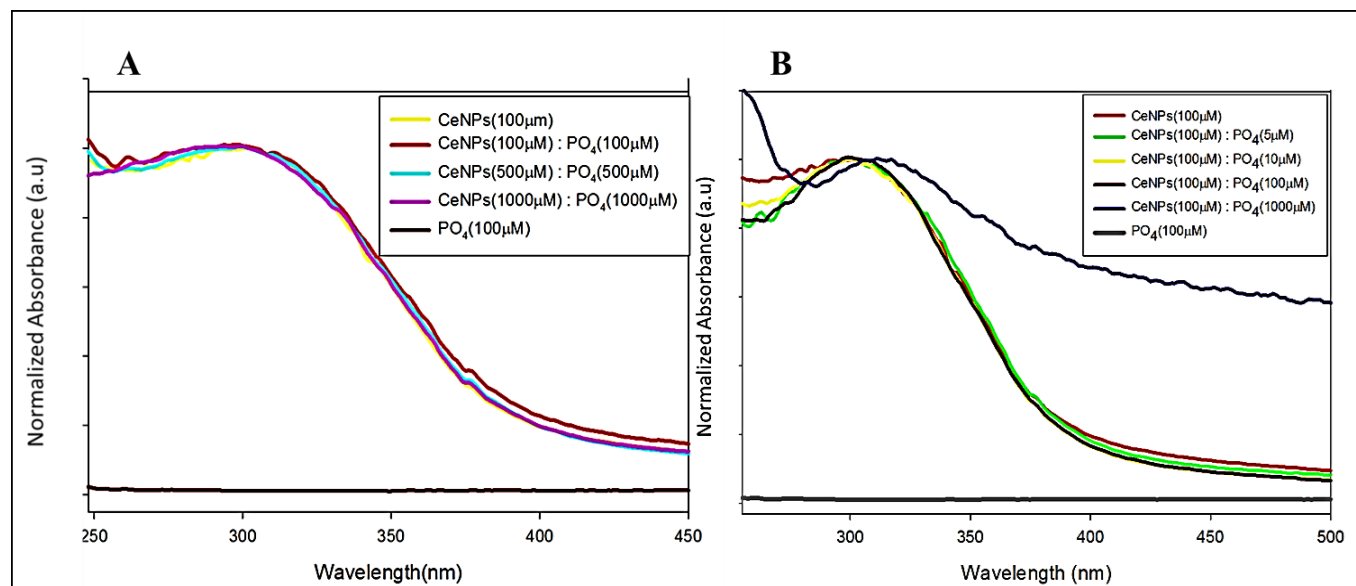 A
CeNPs(100μm)
CeNPs(100μM) : PO4(100μM)
CeNPs(500μM) : PO4(500μM)
CeNPs(1000μM) : PO4(1000μM)
PO4(100μM)
Normalized Absorbance (a.u)
250 300 350 400 450
Wavelength(nm)
B
CeNPs(100μM)
CeNPs(100μM) : PO4(5μM)
CeNPs(100μM) : PO4(10μM)
CeNPs(100μM) : PO4(100μM)
CeNPs(100μM) : PO4(1000μM)
PO4(100μM)
Normalized Absorbance (a.u)
300 350 400 450 500
Wavelength (nm)